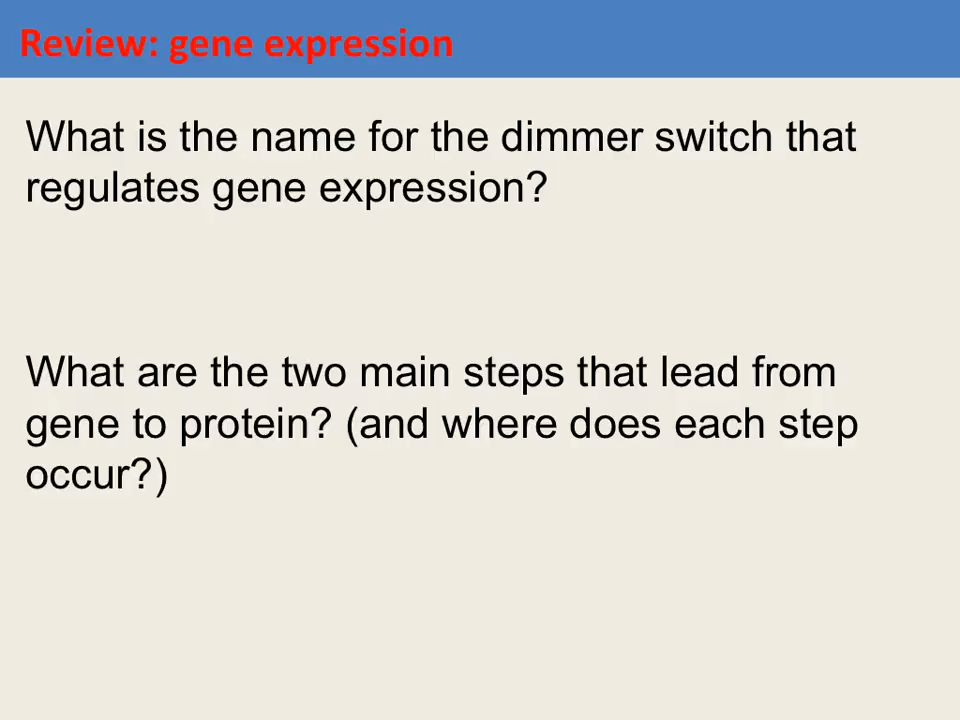 Review: gene expression
What is the name for the dimmer switch that
regulates gene expression?
What are the two main steps that lead from
gene to protein? (and where does each step
occur?)